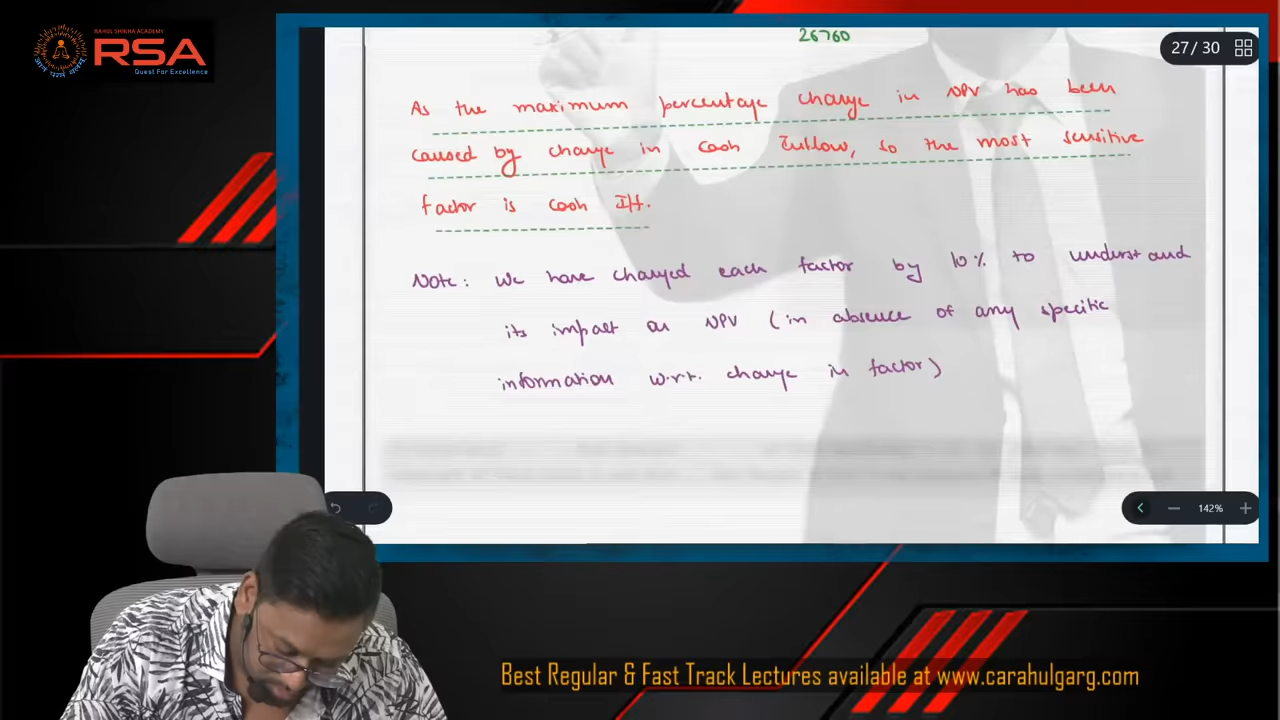 RAHUL SHIKHA ACADEMY
RSA
Quest For Excellence
26760
27 / 30
As the maximum percentage change in NPV has been
caused by change in cash Inflow, so the most sensitive
factor is cash I/f.
Note: we have changed each factor by 10% to understand
its impact on NPV (in absence of any specific
information w.r.t. change in factor)
142%
Best Regular & Fast Track Lectures available at www.carahulgarg.com